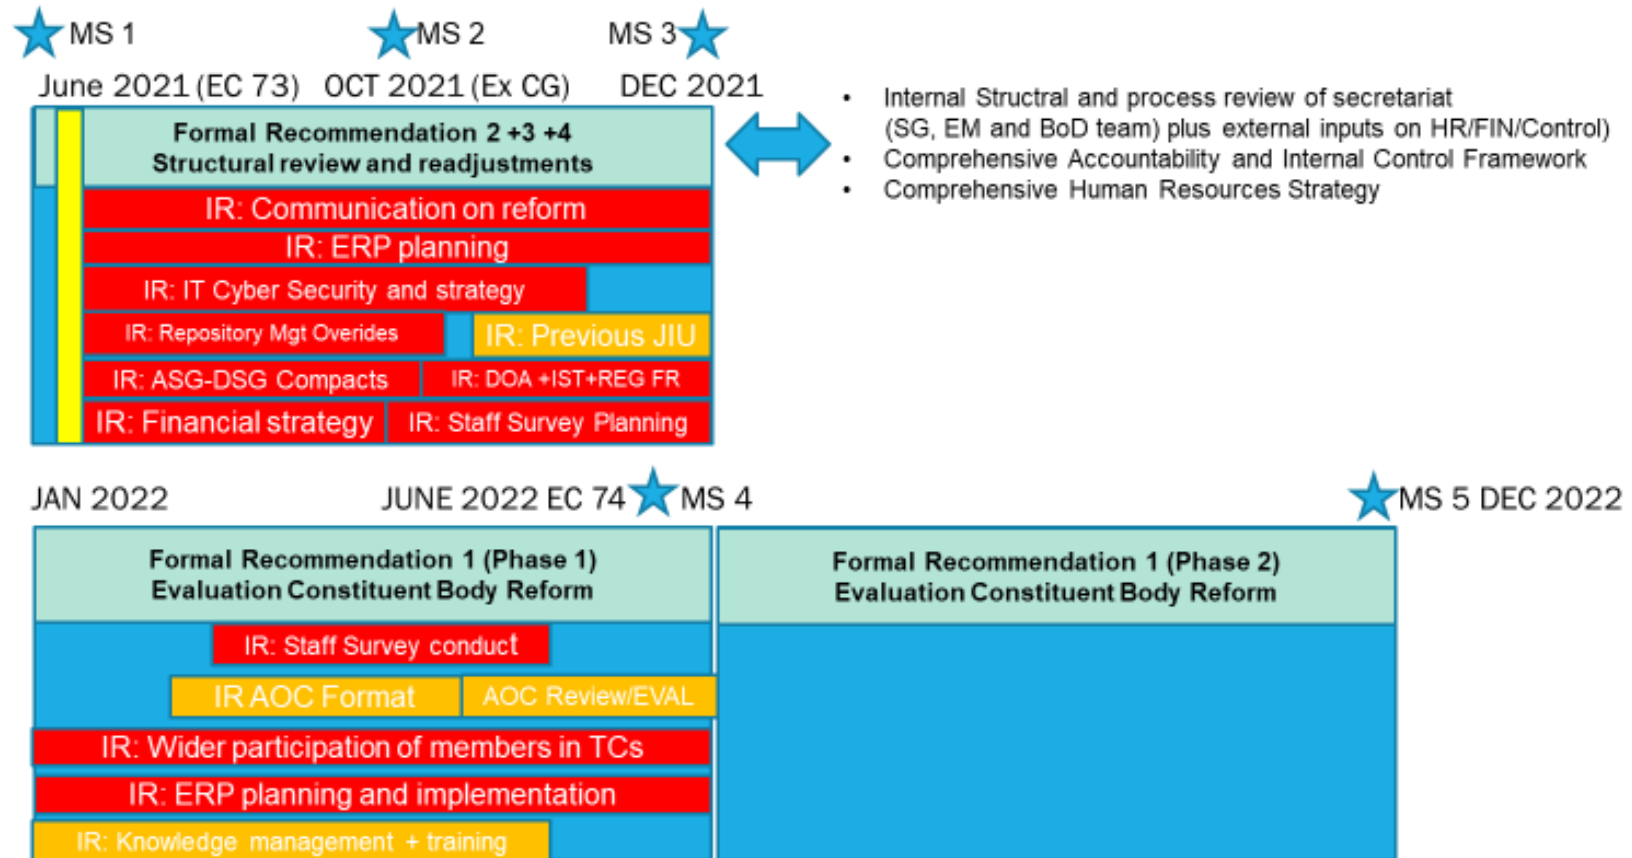 MS 1
MS 2
MS 3
June 2021 (EC 73)
OCT 2021 (Ex CG)
DEC 2021
Formal Recommendation 2 +3 +4
Structural review and readjustments
IR: Communication on reform
IR: ERP planning
IR: IT Cyber Security and strategy
IR: Repository Mgt Overides
IR: Previous JIU
IR: ASG-DSG Compacts
IR: DOA +IST+REG FR
IR: Financial strategy
IR: Staff Survey Planning
• Internal Structral and process review of secretariat
(SG, EM and BoD team) plus external inputs on HR/FIN/Control)
• Comprehensive Accountability and Internal Control Framework
• Comprehensive Human Resources Strategy
JAN 2022
JUNE 2022 EC 74
MS 4
MS 5 DEC 2022
Formal Recommendation 1 (Phase 1)
Evaluation Constituent Body Reform
Formal Recommendation 1 (Phase 2)
Evaluation Constituent Body Reform
IR: Staff Survey conduct
IR AOC Format
AOC Review/EVAL
IR: Wider participation of members in TCs
IR: ERP planning and implementation
IR: Knowledge management + training